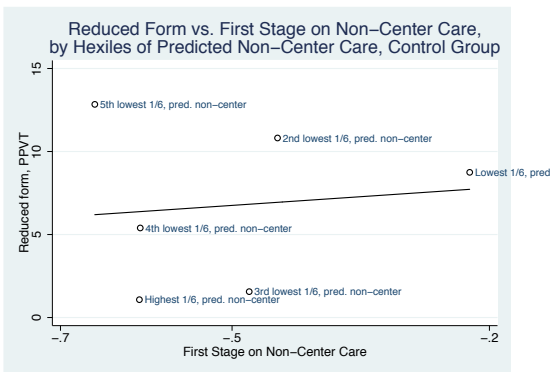 Reduced Form vs. First Stage on Non−Center Care,
by Hexiles of Predicted Non−Center Care, Control Group
15
5th lowest 1/6, pred. non−center
2nd lowest 1/6, pred. non−center
10
Lowest 1/6, pred
Reduced form, PPVT
4th lowest 1/6, pred. non−center
5
3rd lowest 1/6, pred. non−center
Highest 1/6, pred. non−center
0
−.7
−.5
−.2
First Stage on Non−Center Care